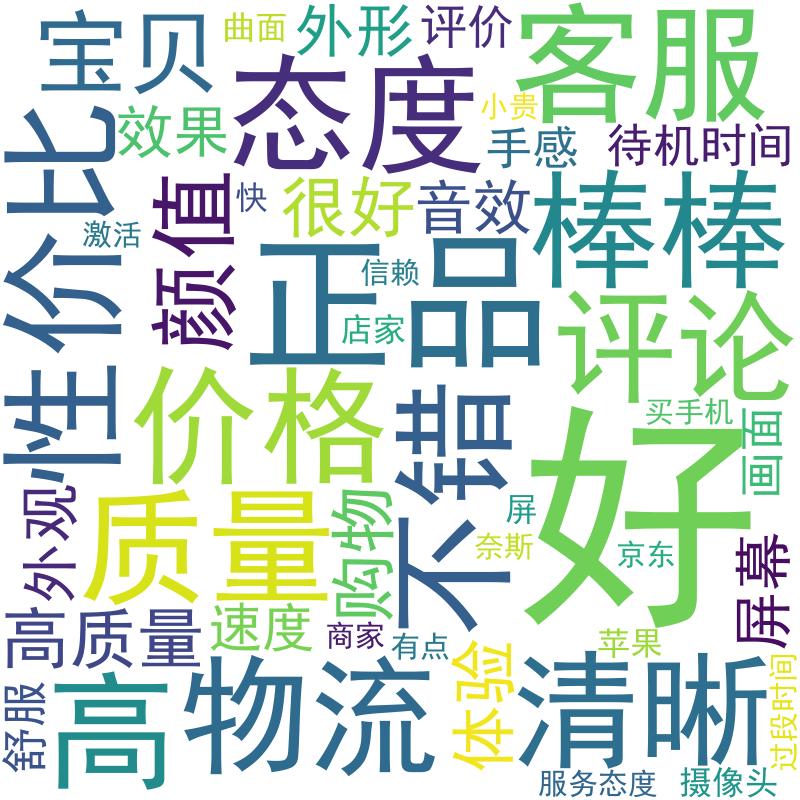 宝贝
曲面
外形
评价
客服
态度
小贵
效果
手感
待机时间
性价比
颜值
快
很好
音效
棒棒
激活
正品
信赖
店家
评论
价格
不错
好
买手机
画面
外观
质量
购物
屏
奈斯
京东
屏幕
高质量
速度
商家
有点
苹果
舒服
高
物流
体验
清晰
过段时间
服务态度
摄像头